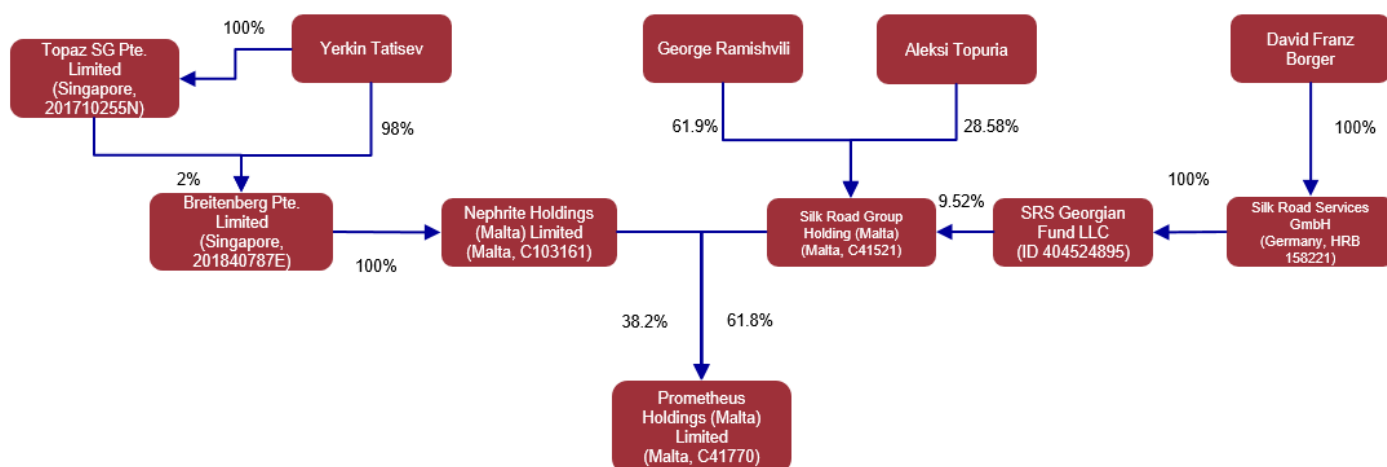 100%
Topaz SG Pte.
Limited
(Singapore,
201710255N)
Yerkin Tatisev
George Ramishvili
Aleksi Topuria
David Franz
Borger
98%
61.9%
28.58%
100%
2%
Breitenberg Pte.
Limited
(Singapore,
201840787E)
100%
Nephrite Holdings
(Malta) Limited
(Malta, C103161)
Silk Road Group
Holding (Malta)
(Malta, C41521)
9.52%
SRS Georgian
Fund LLC
(ID 404524895)
100%
Silk Road Services
GmbH
(Germany, HRB
158221)
38.2%
61.8%
Prometheus
Holdings (Malta)
Limited
(Malta, C41770)